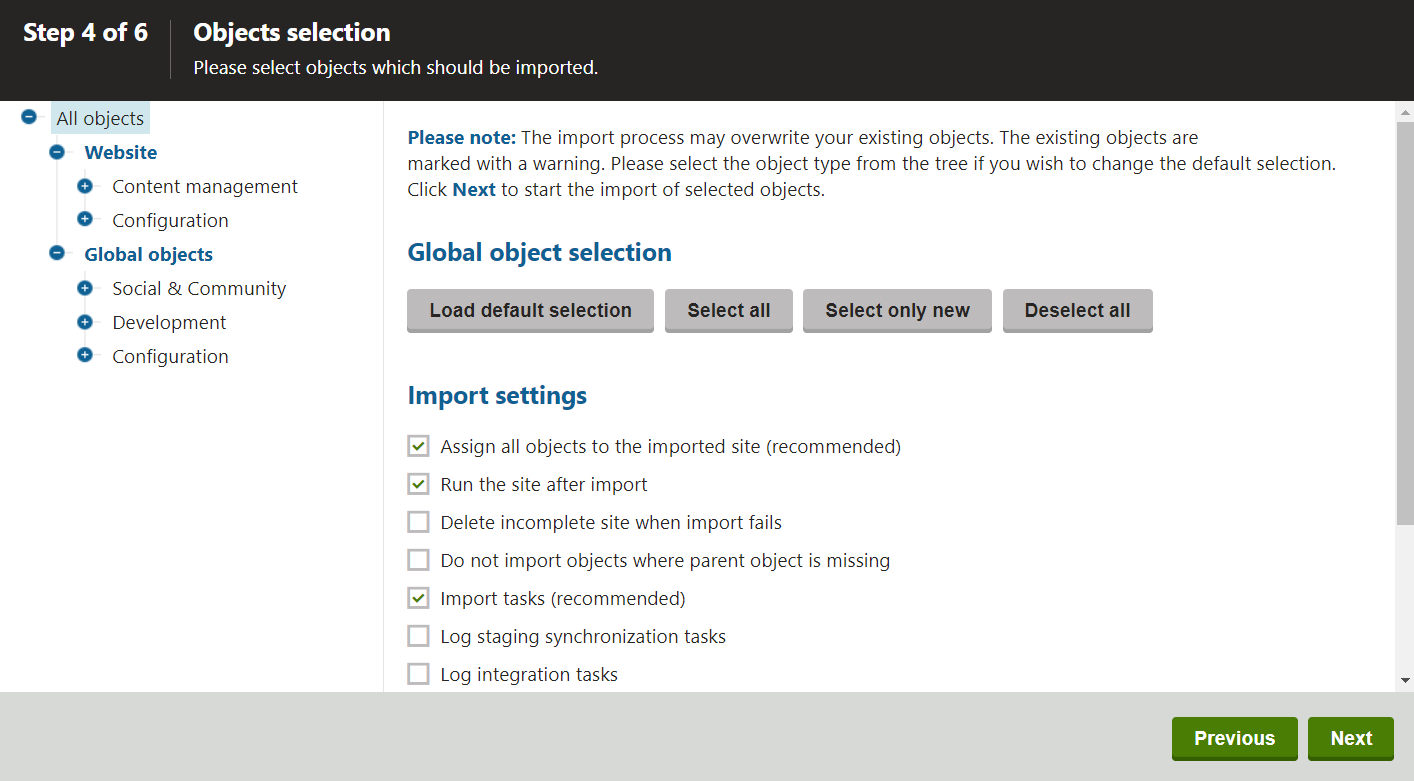 Step 4 of 6
Objects selection
Please select objects which should be imported.
All objects
Website
Content management
Configuration
Global objects
Social & Community
Development
Configuration
Please note: The import process may overwrite your existing objects. The existing objects are
marked with a warning. Please select the object type from the tree if you wish to change the default selection.
Click Next to start the import of selected objects.
Global object selection
Load default selection
Select all
Select only new
Deselect all
Import settings
Assign all objects to the imported site (recommended)
Run the site after import
Delete incomplete site when import fails
Do not import objects where parent object is missing
Import tasks (recommended)
Log staging synchronization tasks
Log integration tasks
Previous
Next